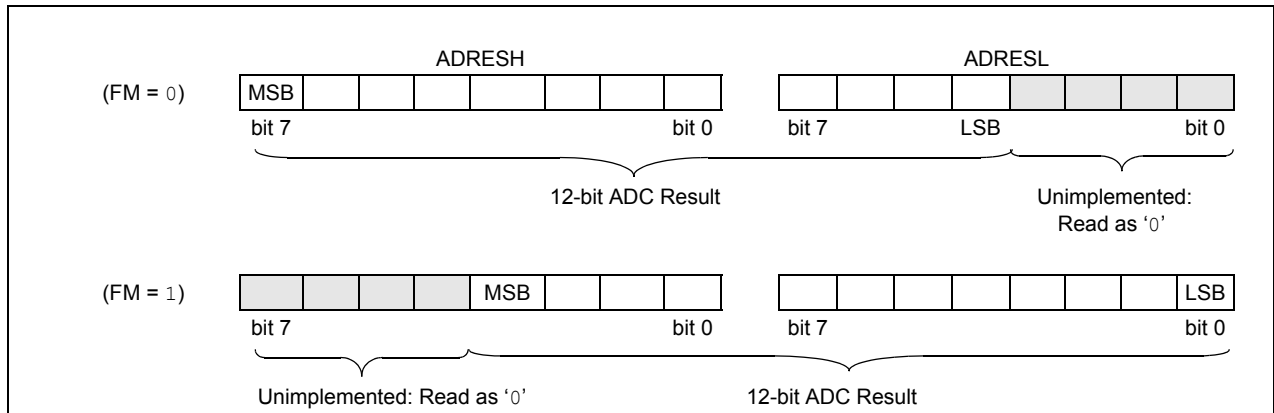 ADRESH ADRESL
(FM = 0) MSB
bit 7 bit 0 bit 7 LSB bit 0
12-bit ADC Result Unimplemented:
Read as ‘0’
(FM = 1) MSB LSB
bit 7 bit 0 bit 7 bit 0
Unimplemented: Read as ‘0’ 12-bit ADC Result